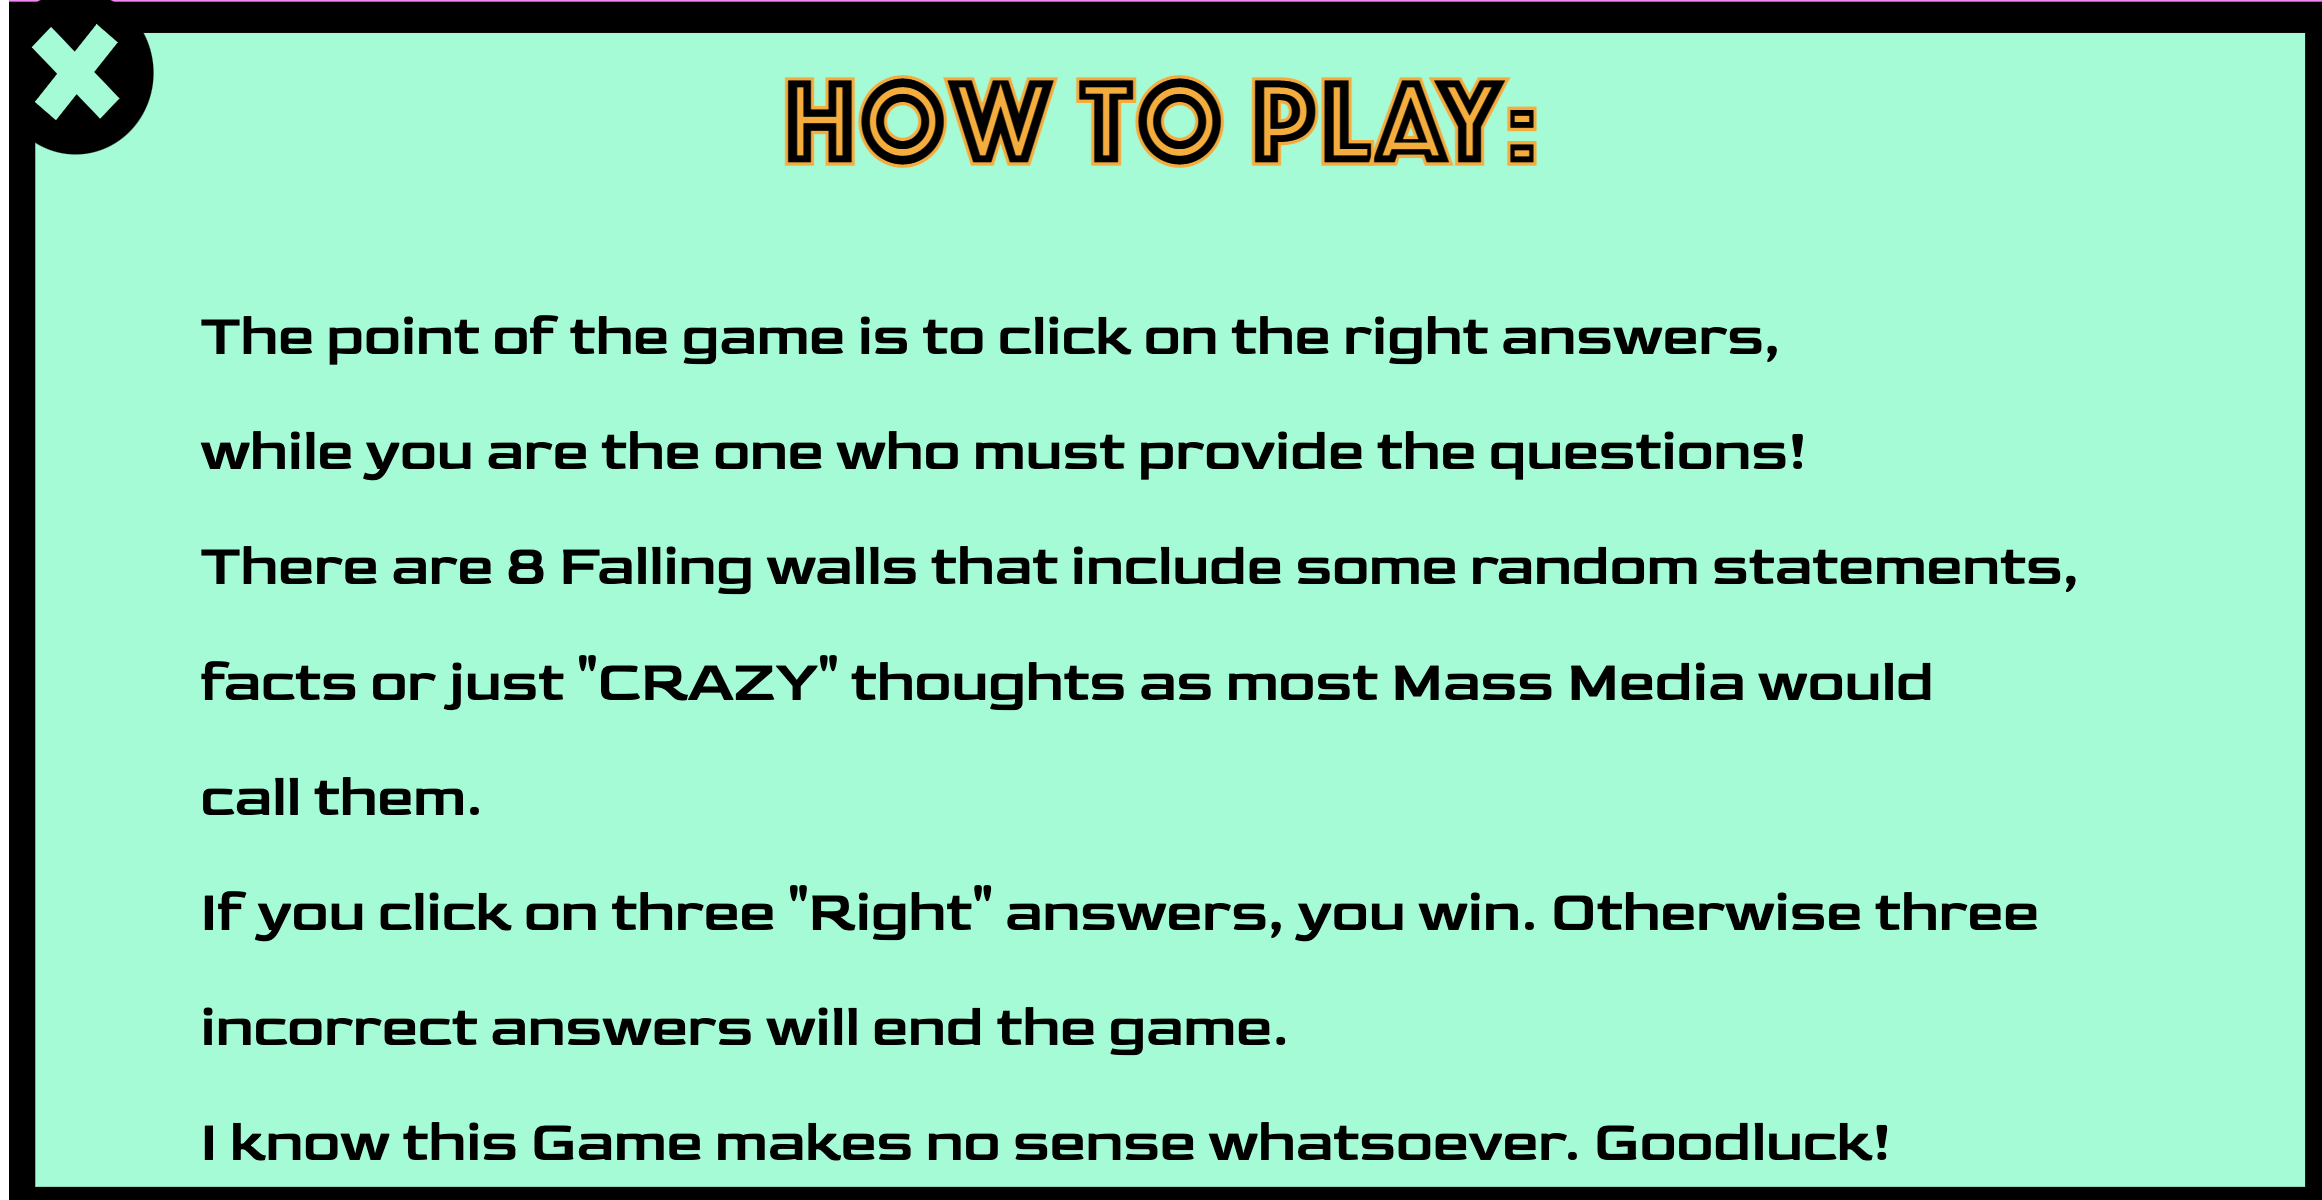 HOW TO PLAY:
The point of the game is to click on the right answers,
while you are the one who must provide the questions!
There are 8 Falling walls that include some random statements,
facts or just "CRAZY" thoughts as most Mass Media would
call them.
If you click on three "Right" answers, you win. Otherwise three
incorrect answers will end the game.
I know this Game makes no sense whatsoever. Goodluck!